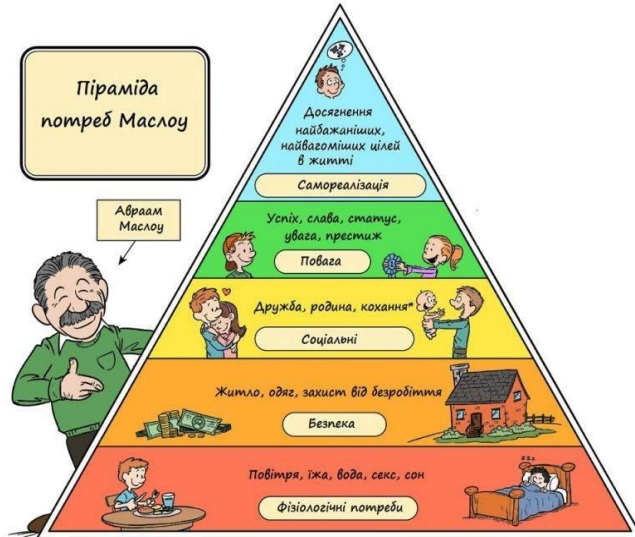 Піраміда
потреб Маслоу
Авраам
Маслоу
Досягнення
найбажаніших,
найвагоміших цілей
в житті
Самореалізація
Успіх, слава, статус,
увага, престиж
Повага
Дружба, родина, кохання*
Соціальні
Житло, одяг, захист від безробіття
Безпека
Повітря, їжа, вода, секс, сон
Фізіологічні потреби
zzz